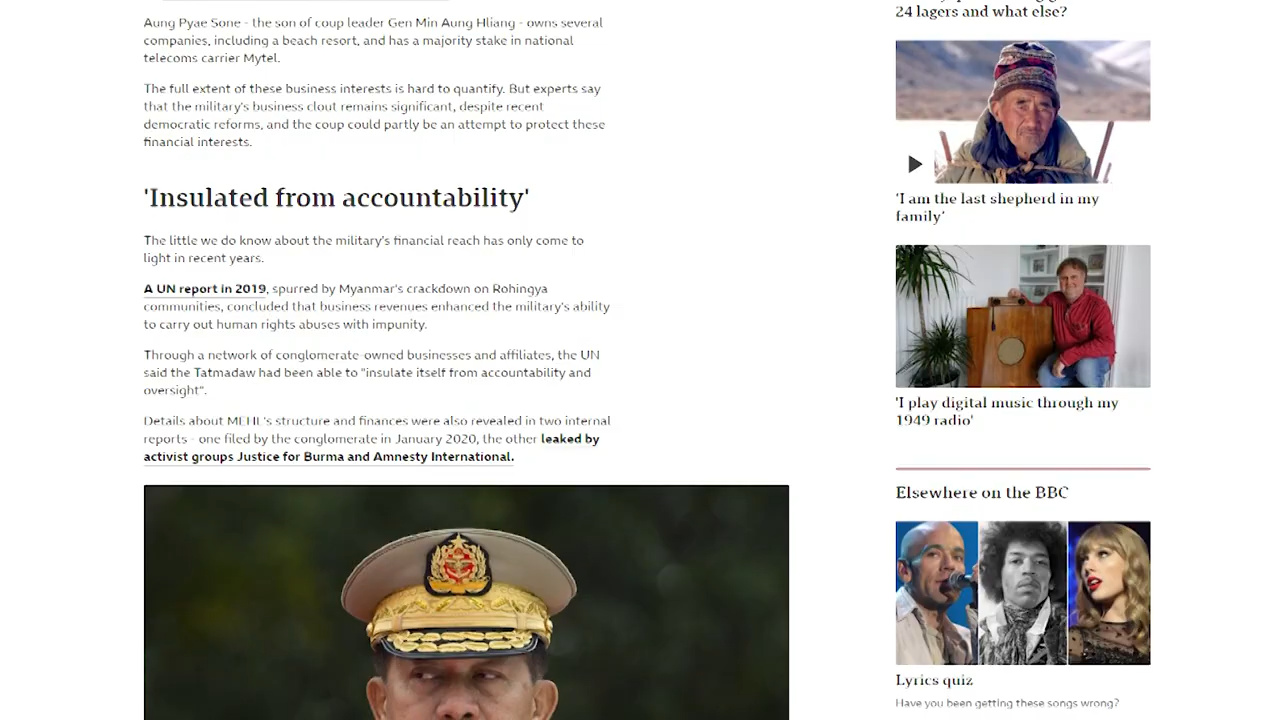 Aung Pyae Sone - the son of coup leader Gen Min Aung Hliang - owns several
companies, including a beach resort, and has a majority stake in national
telecoms carrier Mytel.
The full extent of these business interests is hard to quantify. But experts say
that the military's business clout remains significant, despite recent
democratic reforms, and the coup could partly be an attempt to protect these
financial interests.
'Insulated from accountability'
The little we do know about the military's financial reach has only come to
light in recent years.
A UN report in 2019, spurred by Myanmar's crackdown on Rohingya
communities, concluded that business revenues enhanced the military's ability
to carry out human rights abuses with impunity.
Through a network of conglomerate-owned businesses and affiliates, the UN
said the Tatmadaw had been able to "insulate itself from accountability and
oversight".
Details about MEHL's structure and finances were also revealed in two internal
reports - one filed by the conglomerate in January 2020, the other leaked by
activist groups Justice for Burma and Amnesty International.
24 lagers and what else?
'I am the last shepherd in my
family'
'I play digital music through my
1949 radio'
Elsewhere on the BBC
Lyrics quiz
Have you been getting these songs wrong?